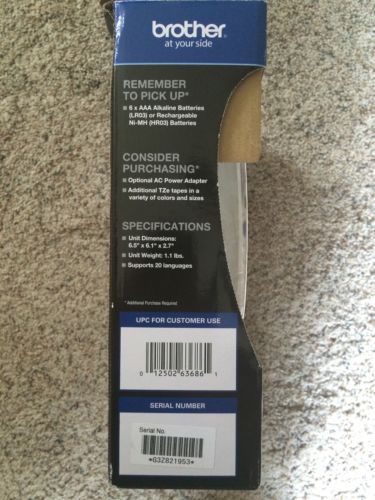 brother
at your side
REMEMBER
TO PICK UP*
• 6 x AAA Alkaline Batteries
(LR03) or Rechargeable
Ni-MH (HR03) Batteries
CONSIDER
PURCHASING*
• Optional AC Power Adapter
• Additional TZe tapes in a
variety of colors and sizes
SPECIFICATIONS
• Unit Dimensions:
6.5" x 6.1" x 2.7"
• Unit Weight: 1.1 lbs.
• Supports 20 languages
* Additional Purchase Required
UPC FOR CUSTOMER USE
0 12502 63686 1
SERIAL NUMBER
Serial No.
*G3Z821953*